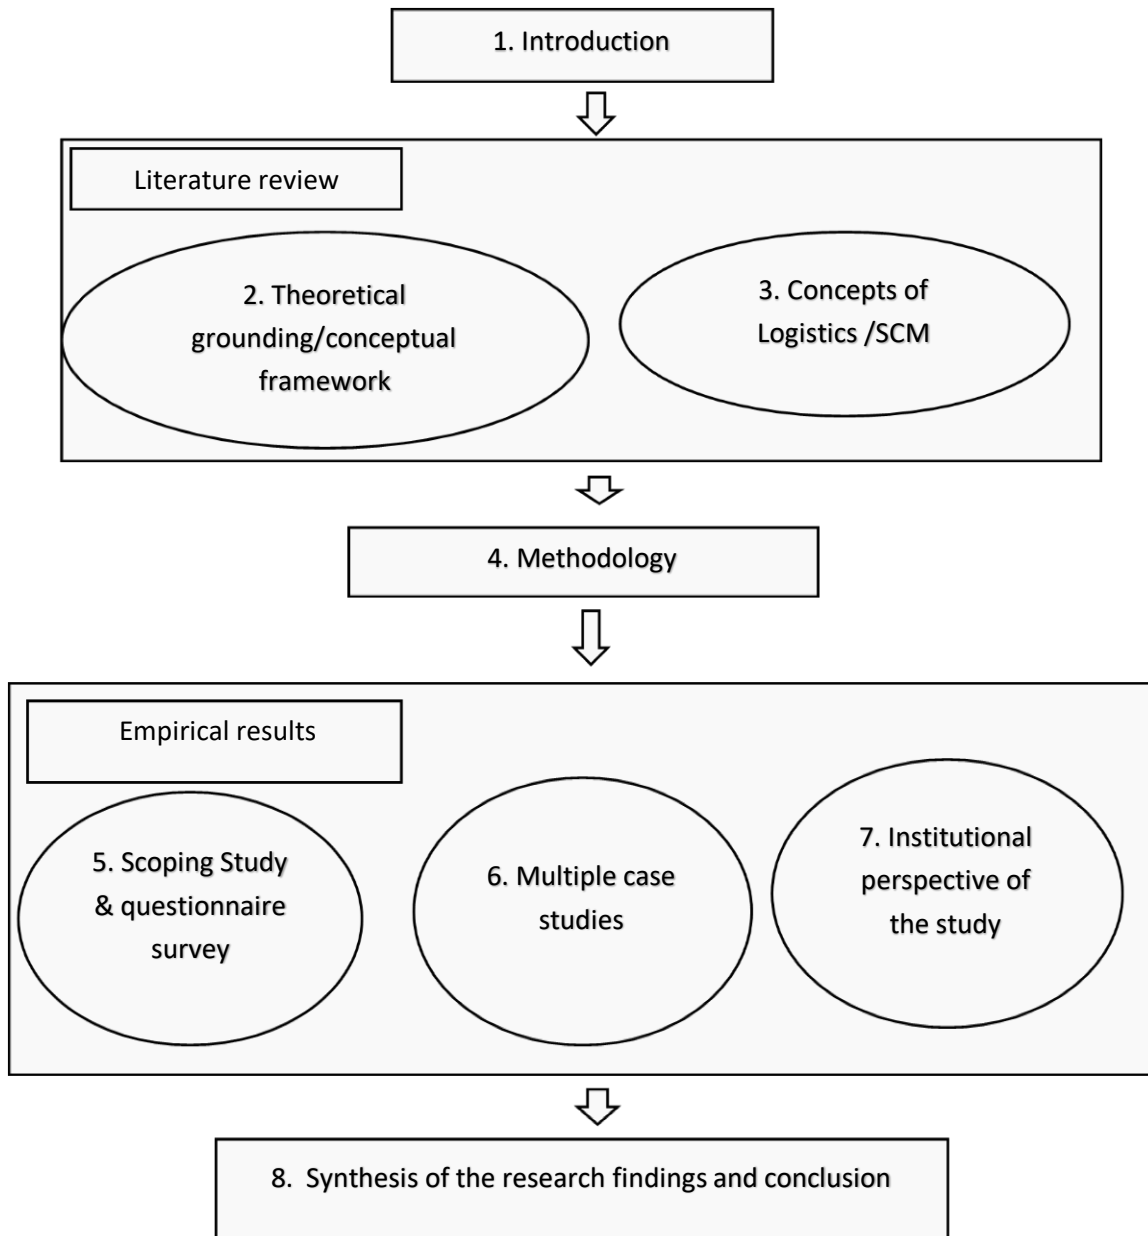 1. Introduction
Literature review
2. Theoretical
grounding/conceptual
framework
3. Concepts of
Logistics /SCM
4. Methodology
Empirical results
5. Scoping Study
& questionnaire
survey
6. Multiple case
studies
7. Institutional
perspective of
the study
8.  Synthesis of the research findings and conclusion